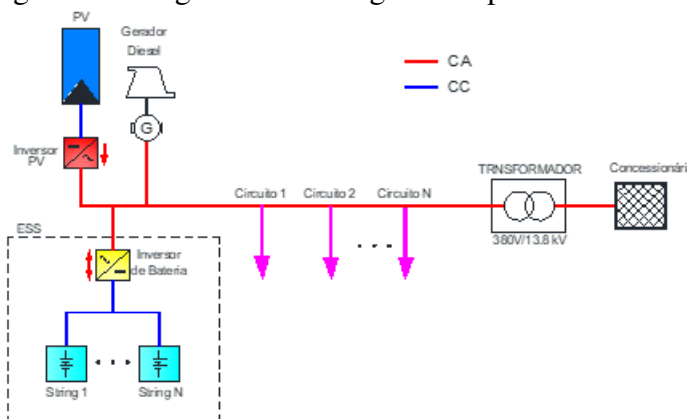 PV
Gerador
Diesel
CA
CC
G
Inversor
PV
TRNSFORMADOR
Concessionári
Circuito 1
Circuito 2
Circuito N
380V/13.8 kV
ESS
Inversor
de Bateria
String 1
String N